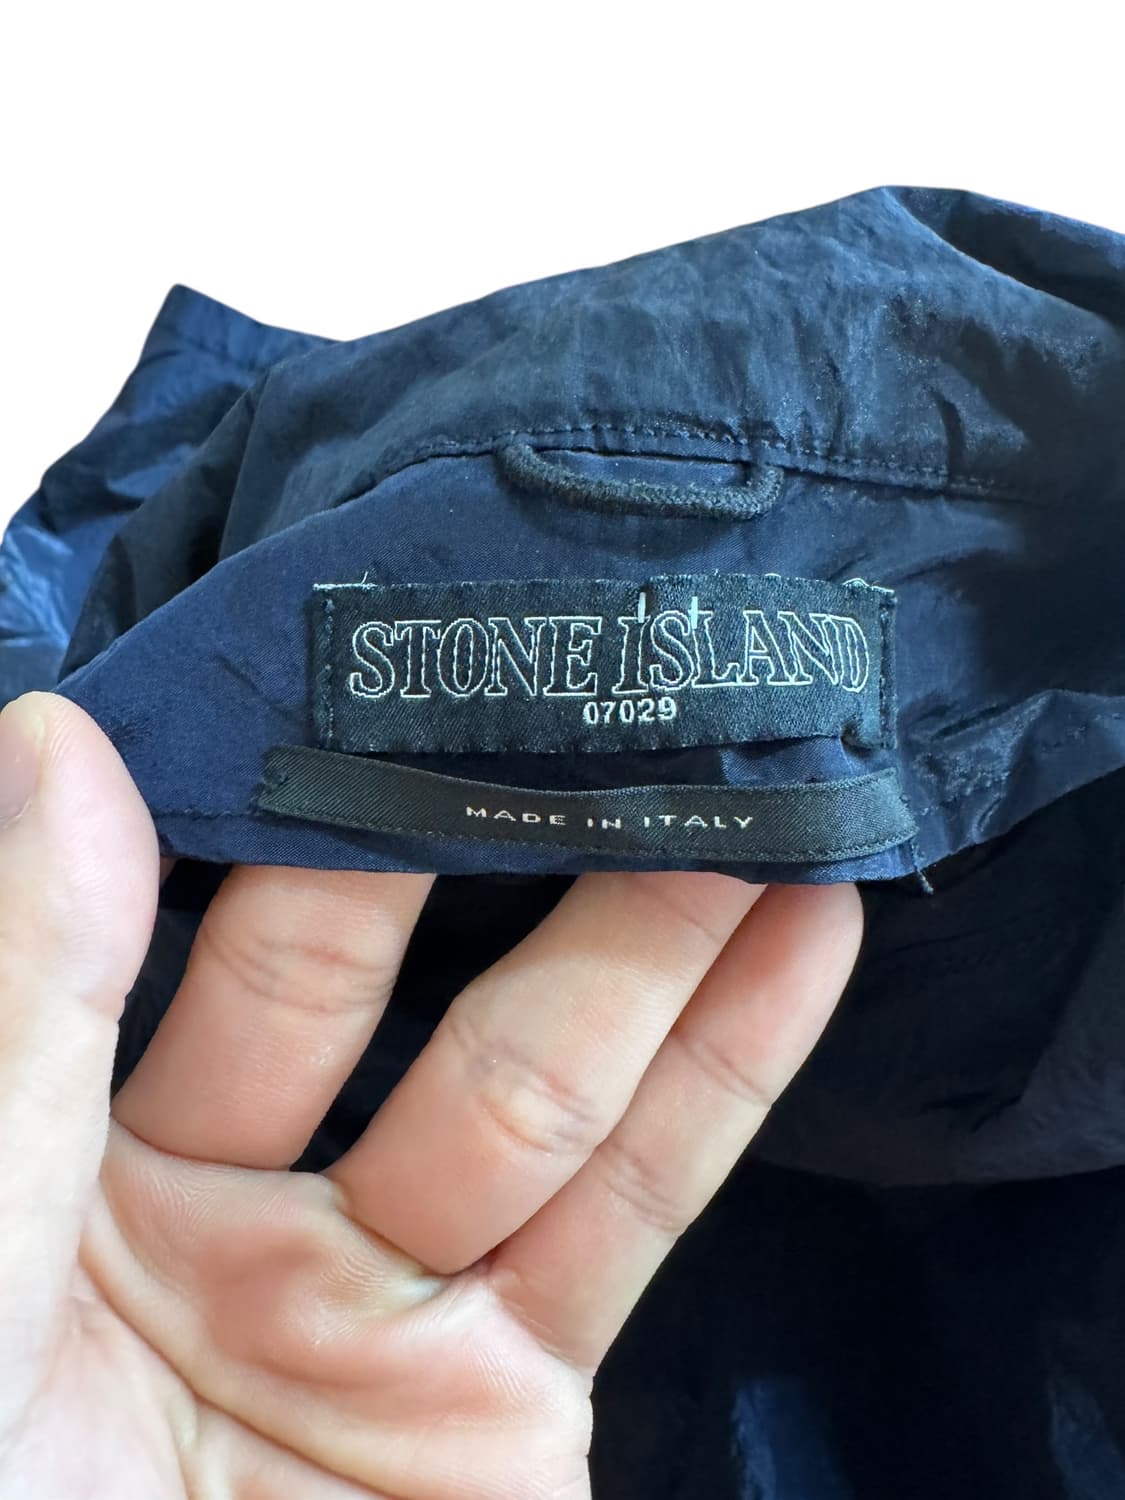 STONE ISLAND
07029
MADE IN ITALY